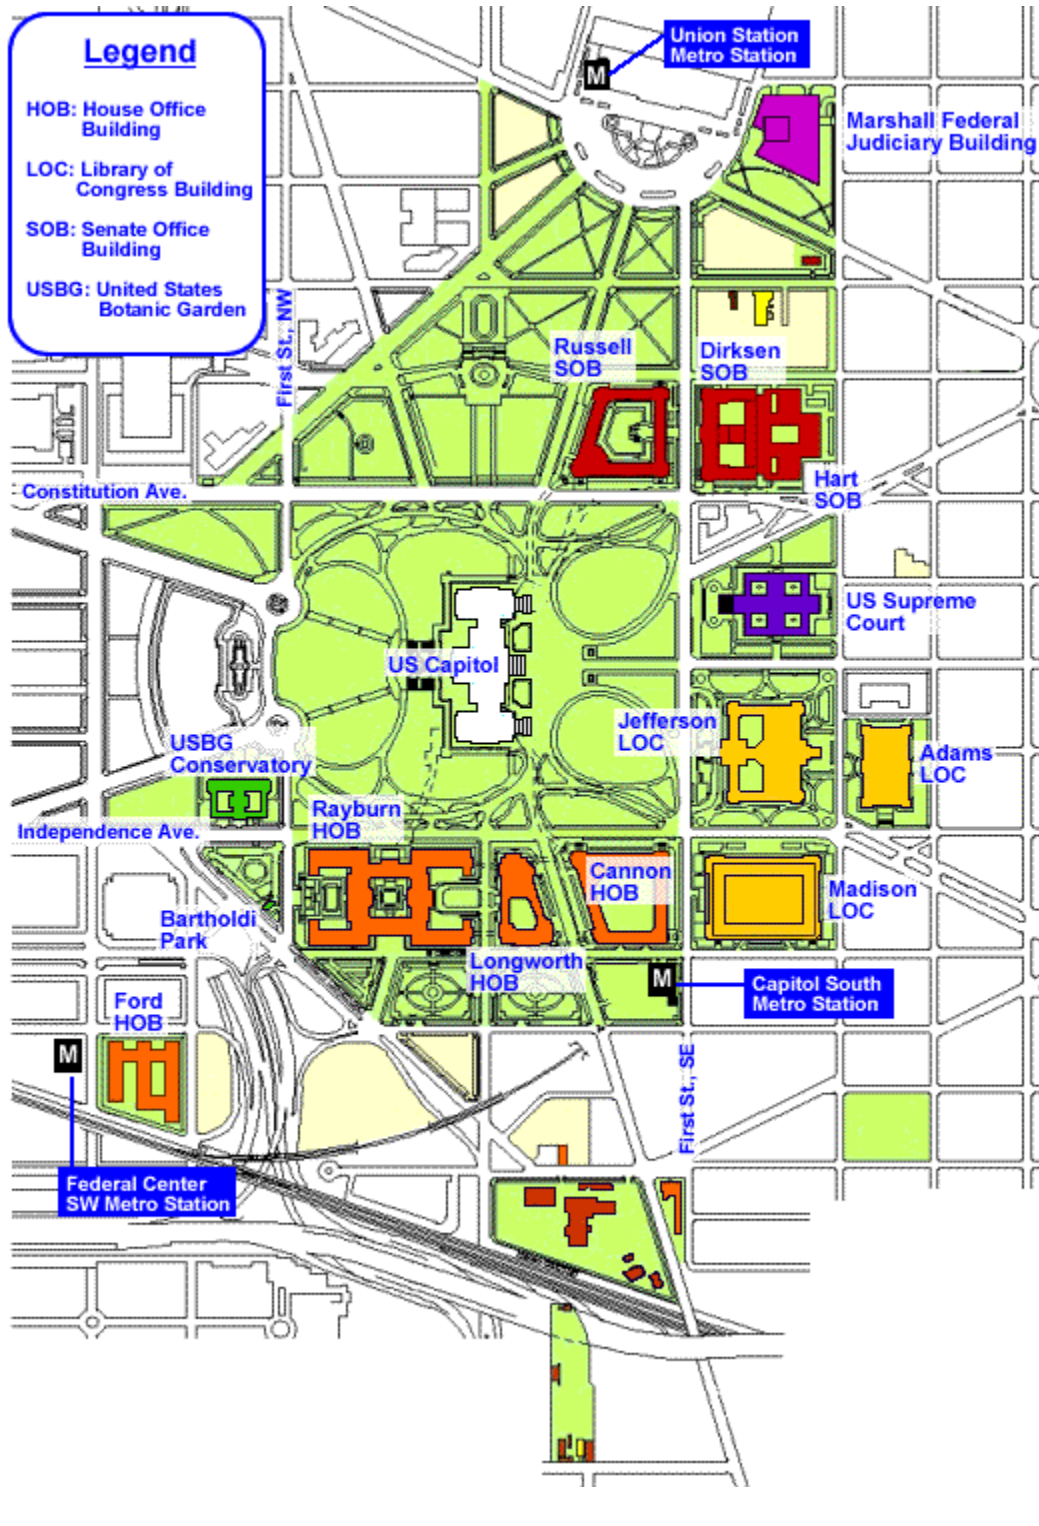 Legend
HOB: House Office
Building
LOC: Library of
Congress Building
SOB: Senate Office
Building
USBG: United States
Botanic Garden
M
Union Station
Metro Station
Marshall Federal
Judiciary Building
First St., NW
Russell
SOB
Dirksen
SOB
Hart
SOB
Constitution Ave.
US Supreme
Court
US Capitol
Jefferson
LOC
Adams
LOC
USBG
Conservatory
Rayburn
HOB
Independence Ave.
Cannon
HOB
Madison
LOC
Bartholdi
Park
Longworth
HOB
M
Capitol South
Metro Station
Ford
HOB
M
First St., SE
Federal Center
SW Metro Station